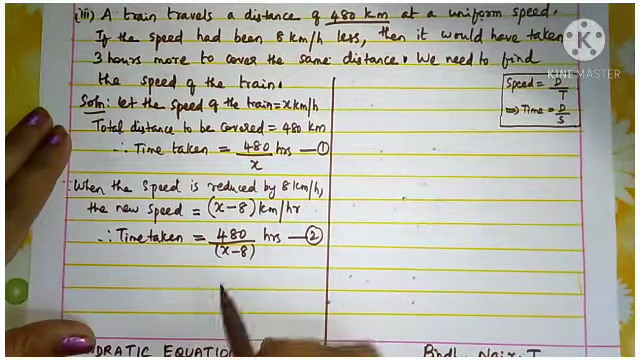 (iii) A train travels a distance of 480 km at a uniform speed.
If the speed had been 8 km/h less, then it would have taken
3 hours more to cover the same distance. We need to find
the speed of the train.
Soln: let the speed of the train = x km/h
Total distance to be covered = 480 km
∴ Time taken = 480/x hrs —①
When the speed is reduced by 8 km/h,
the new speed = (x-8) km/hr
∴ Time taken = 480/(x-8) hrs —②
Speed = D/T
⇒ Time = D/S
KINEMASTER
DRATIC EQUATION